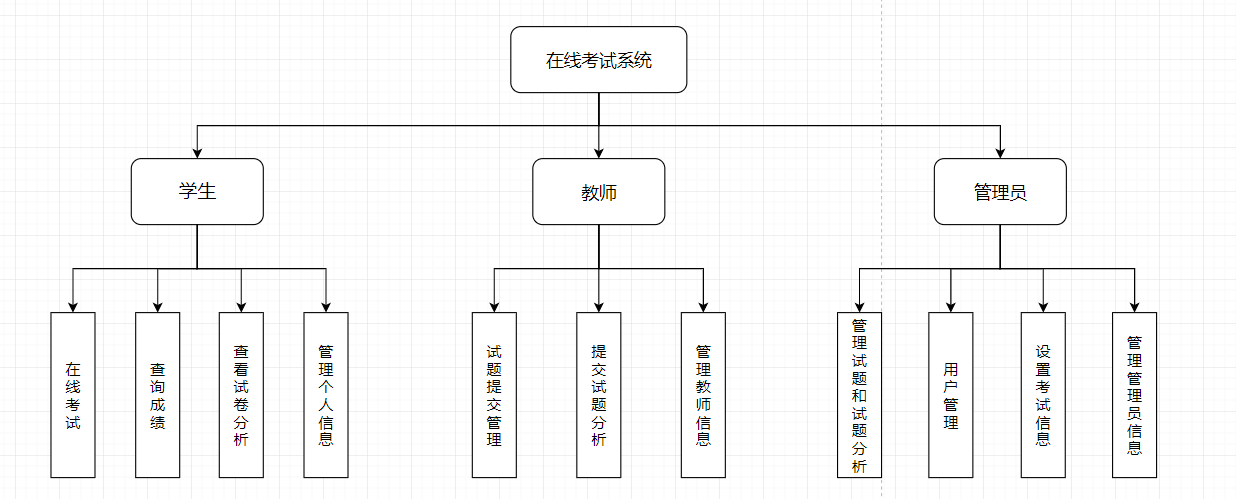 在线考试系统
学生
教师
管理员
在线考试
查询成绩
查看试卷分析
管理个人信息
试题提交管理
提交试题分析
管理教师信息
管理试题和试题分析
用户管理
设置考试信息
管理管理员信息